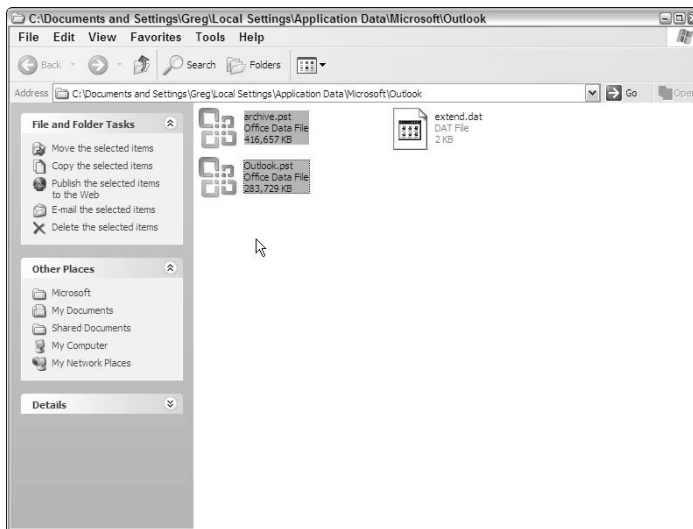 C:\Documents and Settings\Greg\Local Settings\Application Data\Microsoft\Outlook
File Edit View Favorites Tools Help
Back Search Folders
Address C:\Documents and Settings\Greg\Local Settings\Application Data\Microsoft\Outlook Go Open
File and Folder Tasks
Move the selected items
Copy the selected items
Publish the selected items
to the Web
E-mail the selected items
Delete the selected items
Other Places
Microsoft
My Documents
Shared Documents
My Computer
My Network Places
Details
archive.pst
Office Data File
416,657 KB
extend.dat
DAT File
2 KB
Outlook.pst
Office Data File
283,729 KB